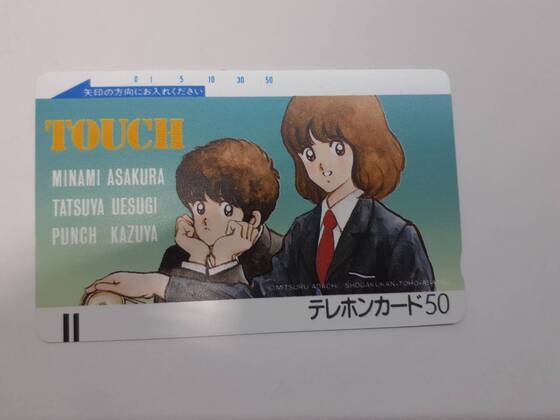 0 1 5 10 30 50
矢印の方向にお入れください
TOUCH
MINAMI ASAKURA
TATSUYA UESUGI
PUNCH KAZUYA
©MITSURU ADACHI SHOGAKUKAN・TOHO・
テレホンカード50